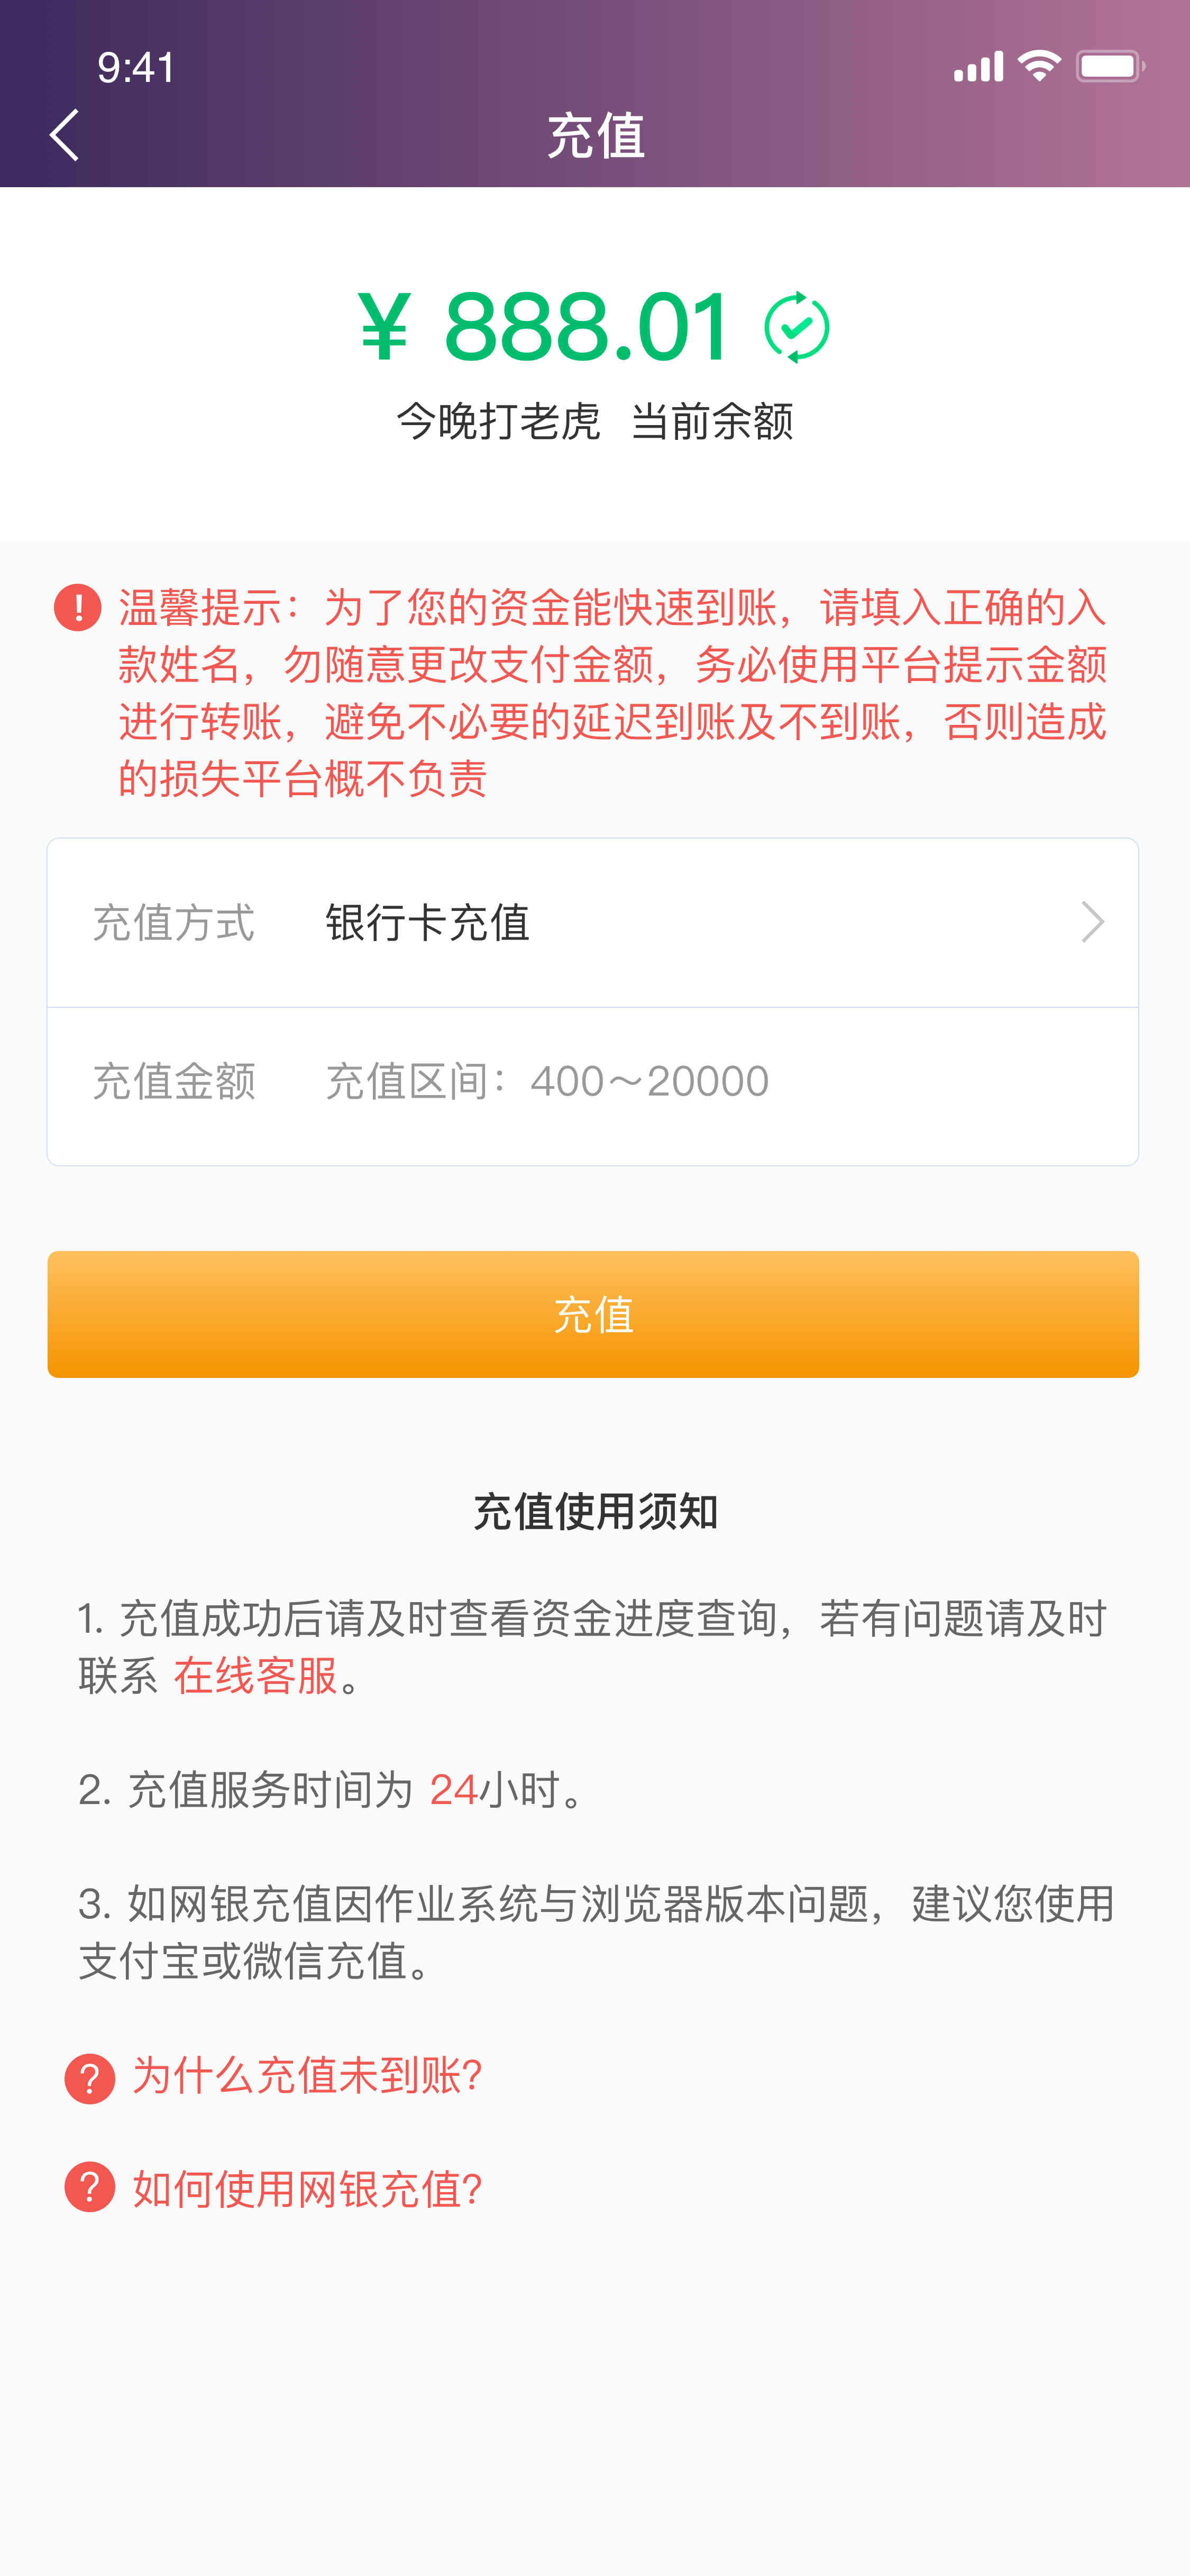 9:41
充值
¥ 888.01
今晚打老虎 当前余额
温馨提示：为了您的资金能快速到账，请填入正确的入
款姓名，勿随意更改支付金额，务必使用平台提示金额
进行转账，避免不必要的延迟到账及不到账，否则造成
的损失平台概不负责
充值方式 银行卡充值
充值金额 充值区间：400～20000
充值
充值使用须知
1. 充值成功后请及时查看资金进度查询，若有问题请及时
联系 在线客服。
2. 充值服务时间为 24小时。
3. 如网银充值因作业系统与浏览器版本问题，建议您使用
支付宝或微信充值。
为什么充值未到账?
如何使用网银充值?